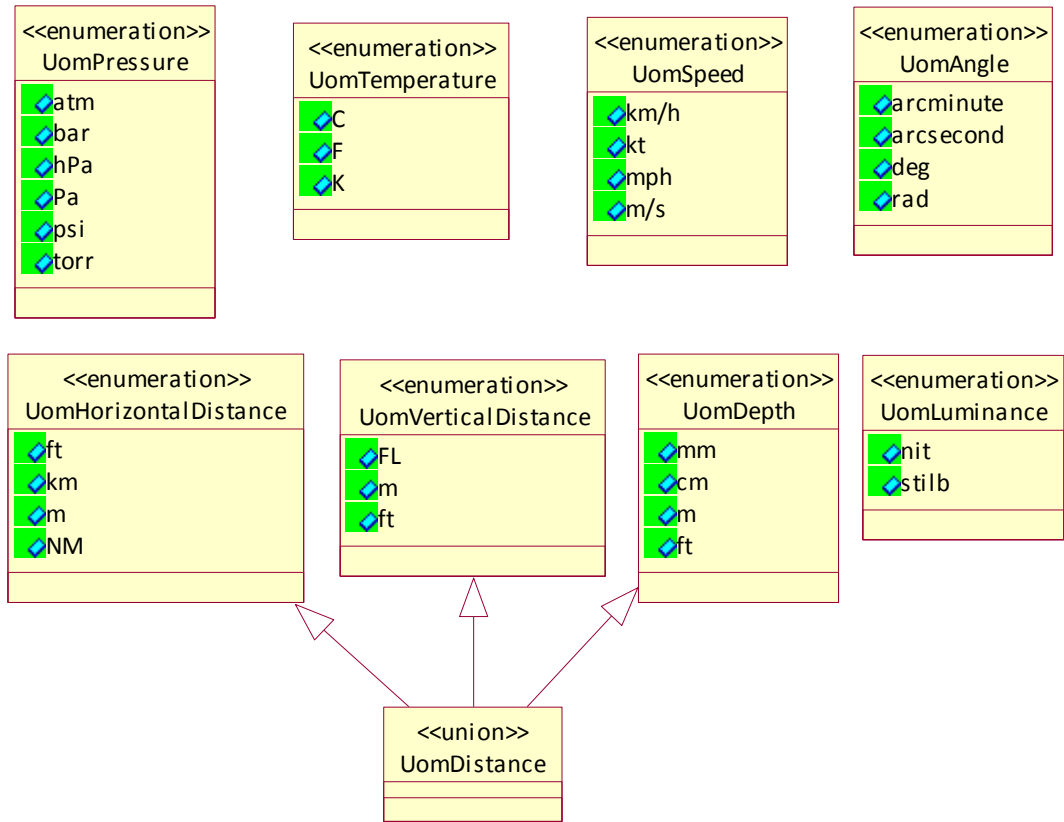 <<enumeration>>
UomPressure
atm
bar
hPa
Pa
psi
torr
<<enumeration>>
UomTemperature
C
F
K
<<enumeration>>
UomSpeed
km/h
kt
mph
m/s
<<enumeration>>
UomAngle
arcminute
arcsecond
deg
rad
<<enumeration>>
UomHorizontalDistance
ft
km
m
NM
<<enumeration>>
UomVerticalDistance
FL
m
ft
<<enumeration>>
UomDepth
mm
cm
m
ft
<<enumeration>>
UomLuminance
nit
stilb
<<union>>
UomDistance